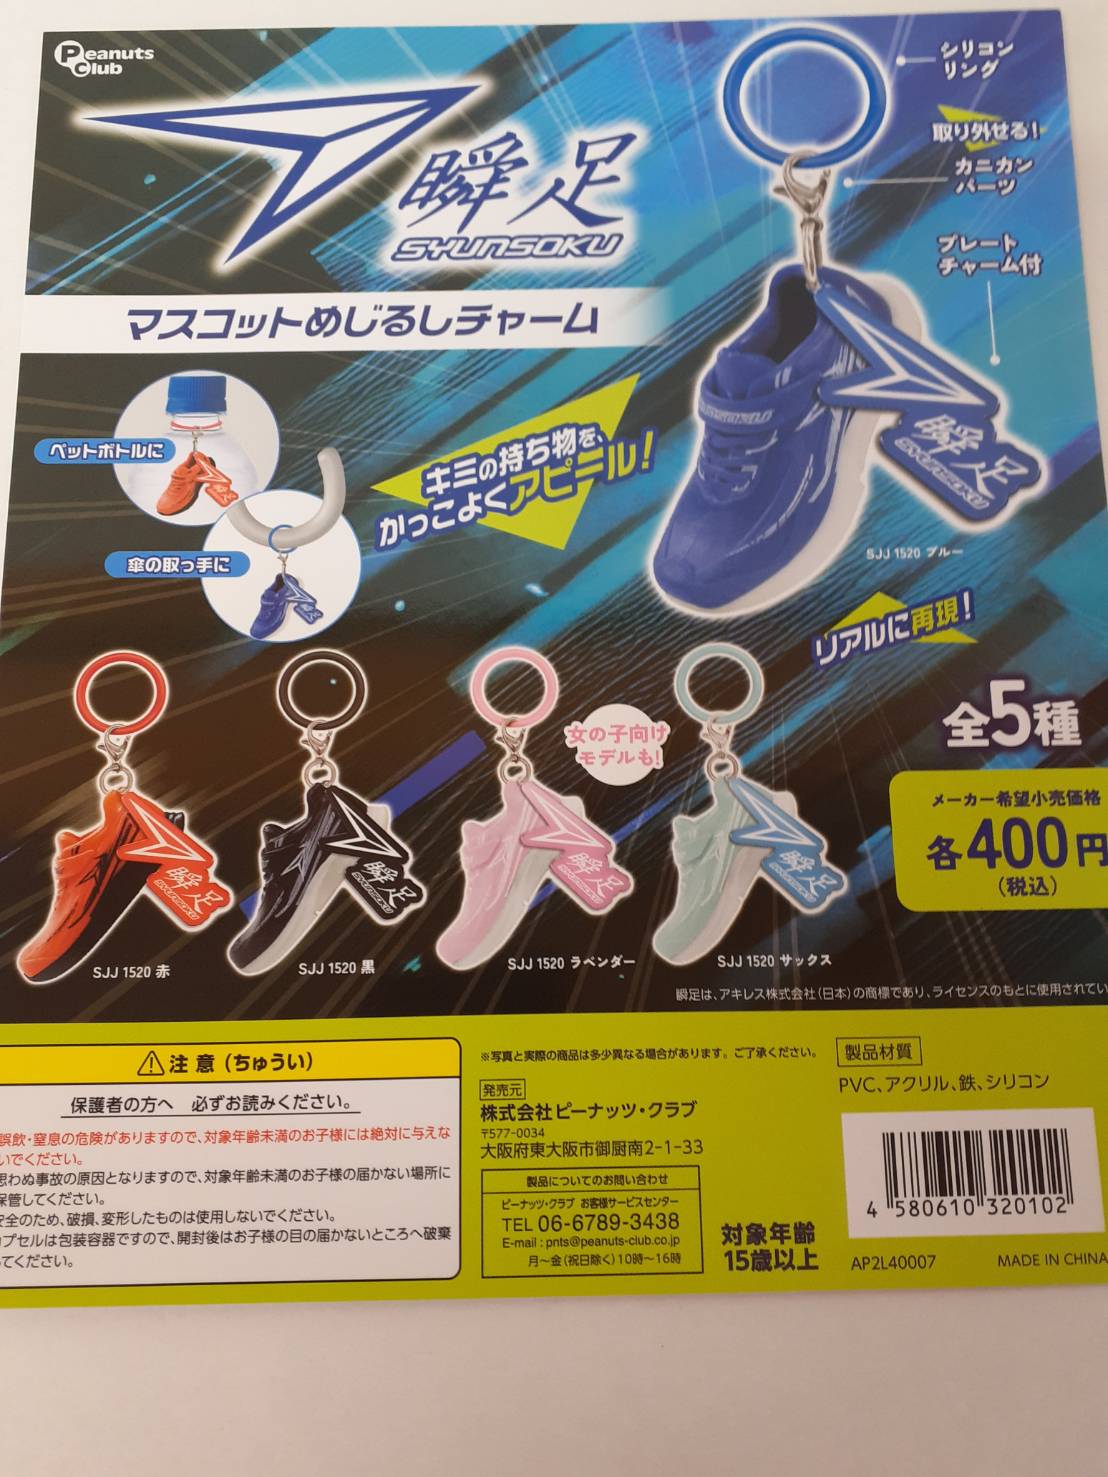 Peanuts Club
シリコン
リング
取り外せる！
カニカン
パーツ
プレート
チャーム付
瞬足
SYUNSOKU
マスコットめじるしチャーム
ペットボトルに
傘の取っ手に
キミの持ち物を、
かっこよくアピール！
SYUNSOKU
瞬足
SYUNSOKU
SJJ 1520 ブルー
リアルに再現！
全5種
女の子向け
モデルも！
瞬足
SYUNSOKU
瞬足
SYUNSOKU
瞬足
SYUNSOKU
瞬足
SYUNSOKU
SJJ 1520 赤
SJJ 1520 黒
SJJ 1520 ラベンダー
SJJ 1520 サックス
メーカー希望小売価格
各400円
（税込）
瞬足は、アキレス株式会社（日本）の商標であり、ライセンスのもとに使用されてい
注意（ちゅうい）
保護者の方へ 必ずお読みください。
誤飲・窒息の危険がありますので、対象年齢未満のお子様には絶対に与えな
いでください。
思わぬ事故の原因となりますので、対象年齢未満のお子様の届かない場所に
保管してください。
安全のため、破損、変形したものは使用しないでください。
カプセルは包装容器ですので、開封後はお子様の目の届かないところへ破棄
してください。
※写真と実際の商品は多少異なる場合があります。ご了承ください。
発売元
株式会社ピーナッツ・クラブ
〒577-0034
大阪府東大阪市御厨南2-1-33
製品についてのお問い合わせ
ピーナッツ・クラブ お客様サービスセンター
TEL 06-6789-3438
E-mail : pnts@peanuts-club.co.jp
月～金（祝日除く）10時～16時
対象年齢
15歳以上
製品材質
PVC、アクリル、鉄、シリコン
4 580610 320102
AP2L40007
MADE IN CHINA